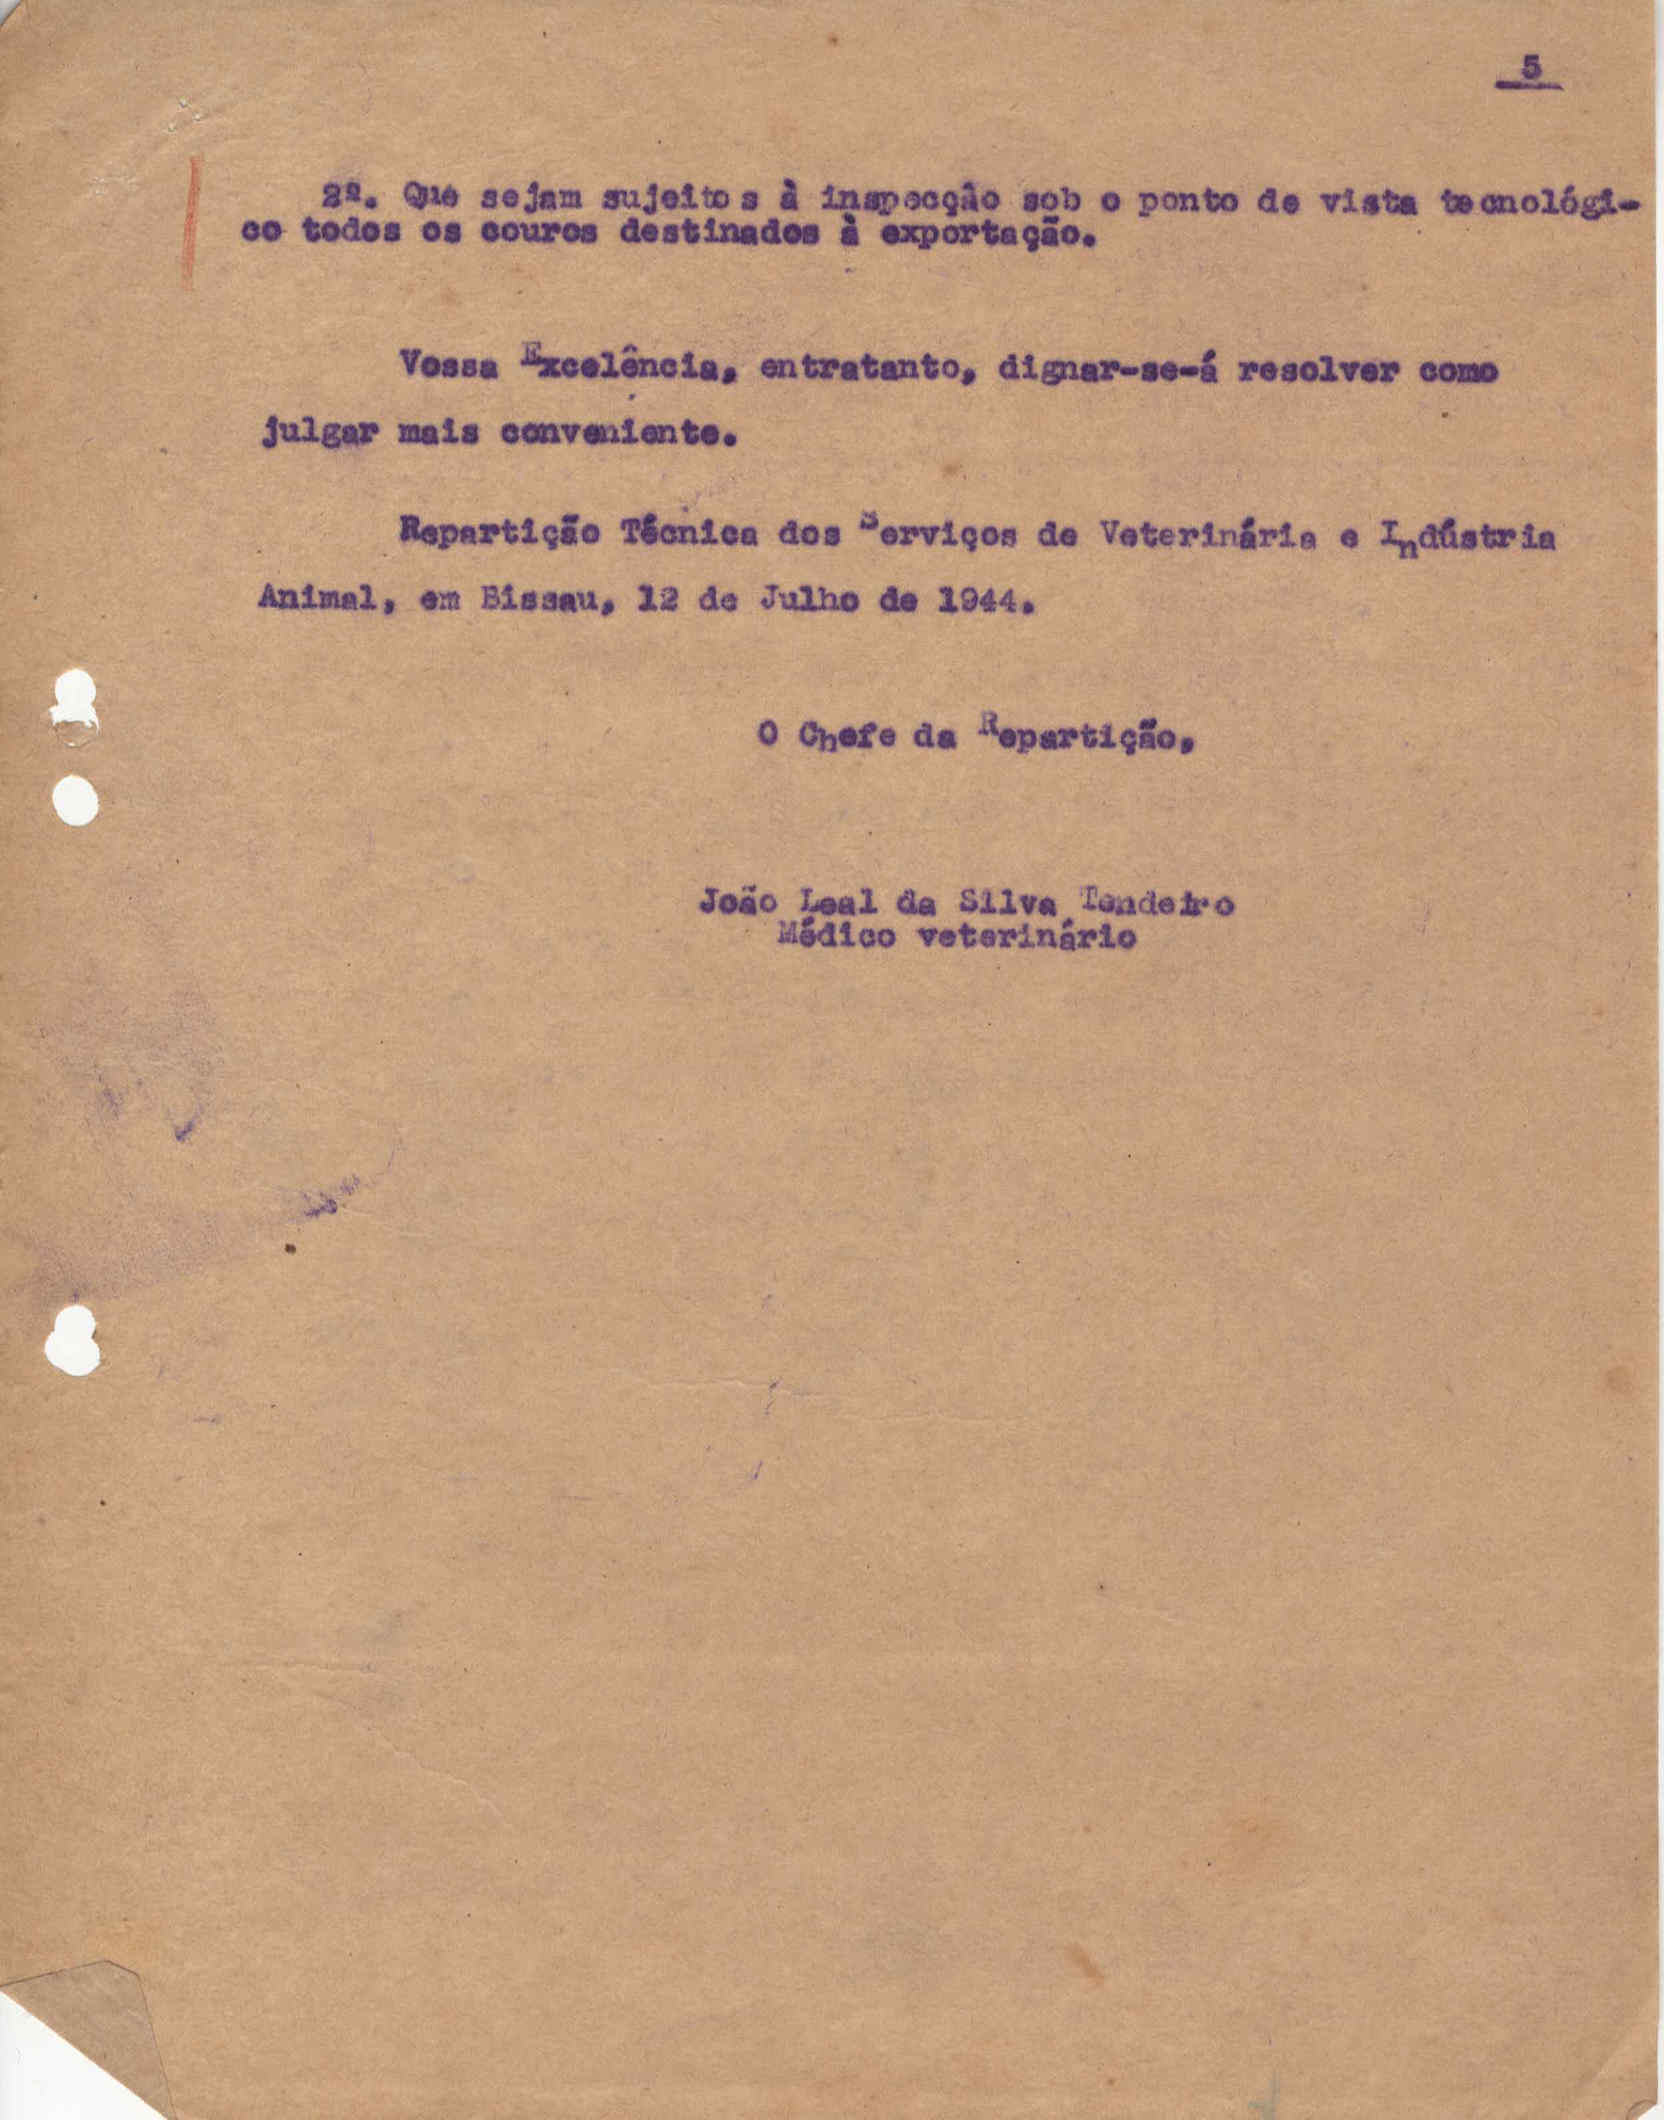 5
2º. Que sejam sujeitos à inspecção sob o ponto de vista tecnológi-
co todos os couros destinados à exportação.
Vossa Excelência, entratanto, dignar-se-á resolver como
julgar mais conveniente.
Repartição Técnica dos Serviços de Veterinária e Indústria
Animal, em Bissau, 12 de Julho de 1944.
O Chefe da Repartição,
João Leal da Silva Tendeiro
Médico veterinário